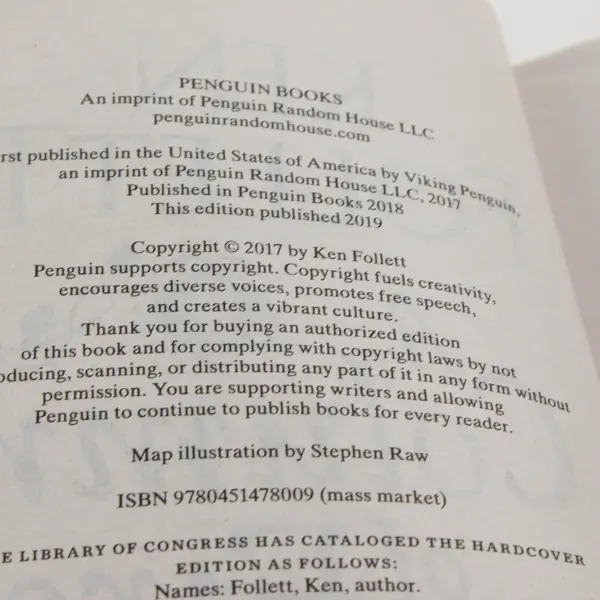 PENGUIN BOOKS
An imprint of Penguin Random House LLC
penguinrandomhouse.com
rst published in the United States of America by Viking Penguin,
an imprint of Penguin Random House LLC, 2017
Published in Penguin Books 2018
This edition published 2019
Copyright © 2017 by Ken Follett
Penguin supports copyright. Copyright fuels creativity,
encourages diverse voices, promotes free speech,
and creates a vibrant culture.
Thank you for buying an authorized edition
of this book and for complying with copyright laws by not
oducing, scanning, or distributing any part of it in any form without
permission. You are supporting writers and allowing
Penguin to continue to publish books for every reader.
Map illustration by Stephen Raw
ISBN 9780451478009 (mass market)
E LIBRARY OF CONGRESS HAS CATALOGED THE HARDCOVER
EDITION AS FOLLOWS:
Names: Follett, Ken, author.